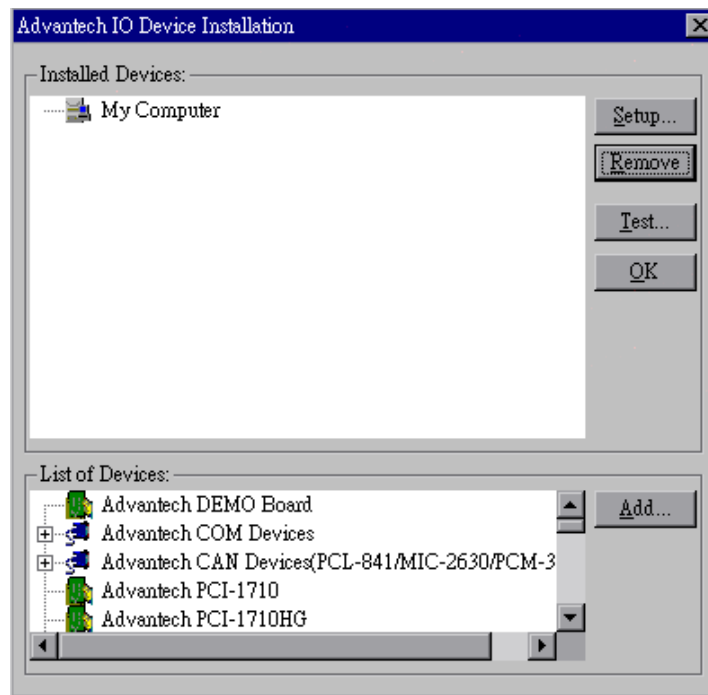 Advantech IO Device Installation
Installed Devices:
My Computer
Setup...
Remove
Test...
OK
List of Devices:
Advantech DEMO Board
Advantech COM Devices
Advantech CAN Devices(PCL-841/MIC-2630/PCM-3
Advantech PCI-1710
Advantech PCI-1710HG
Add...